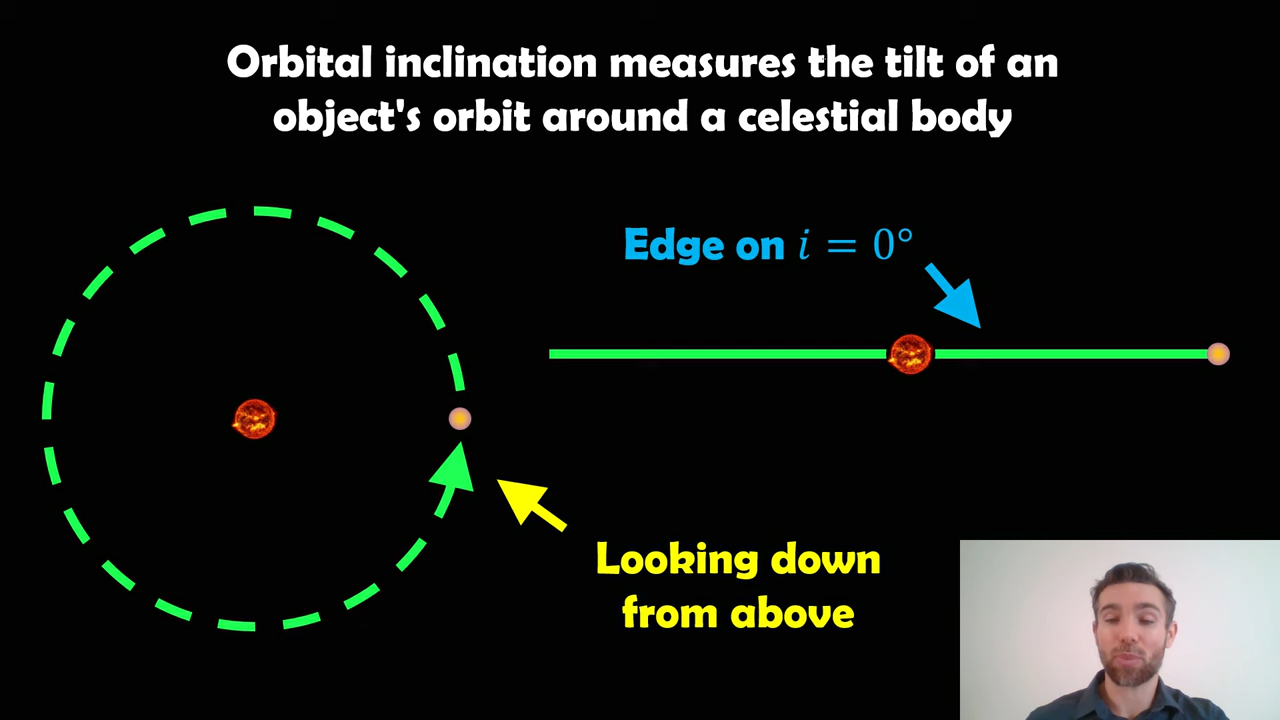 Orbital inclination measures the tilt of an
object's orbit around a celestial body
Edge on i = 0°
Looking down
from above